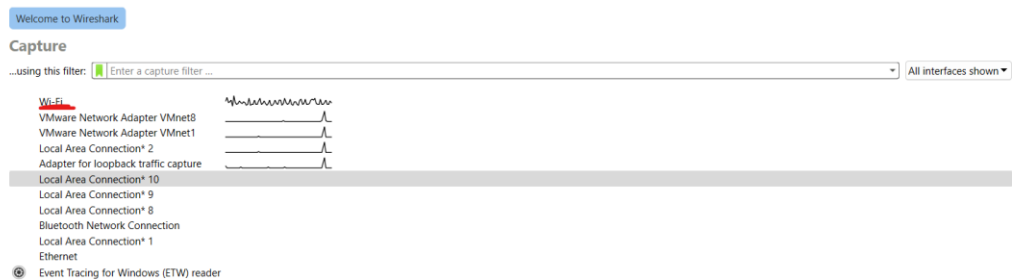 Welcome to Wireshark
Capture
...using this filter: Enter a capture filter ... All interfaces shown
Wi-Fi
VMware Network Adapter VMnet8
VMware Network Adapter VMnet1
Local Area Connection* 2
Adapter for loopback traffic capture
Local Area Connection* 10
Local Area Connection* 9
Local Area Connection* 8
Bluetooth Network Connection
Local Area Connection* 1
Ethernet
Event Tracing for Windows (ETW) reader